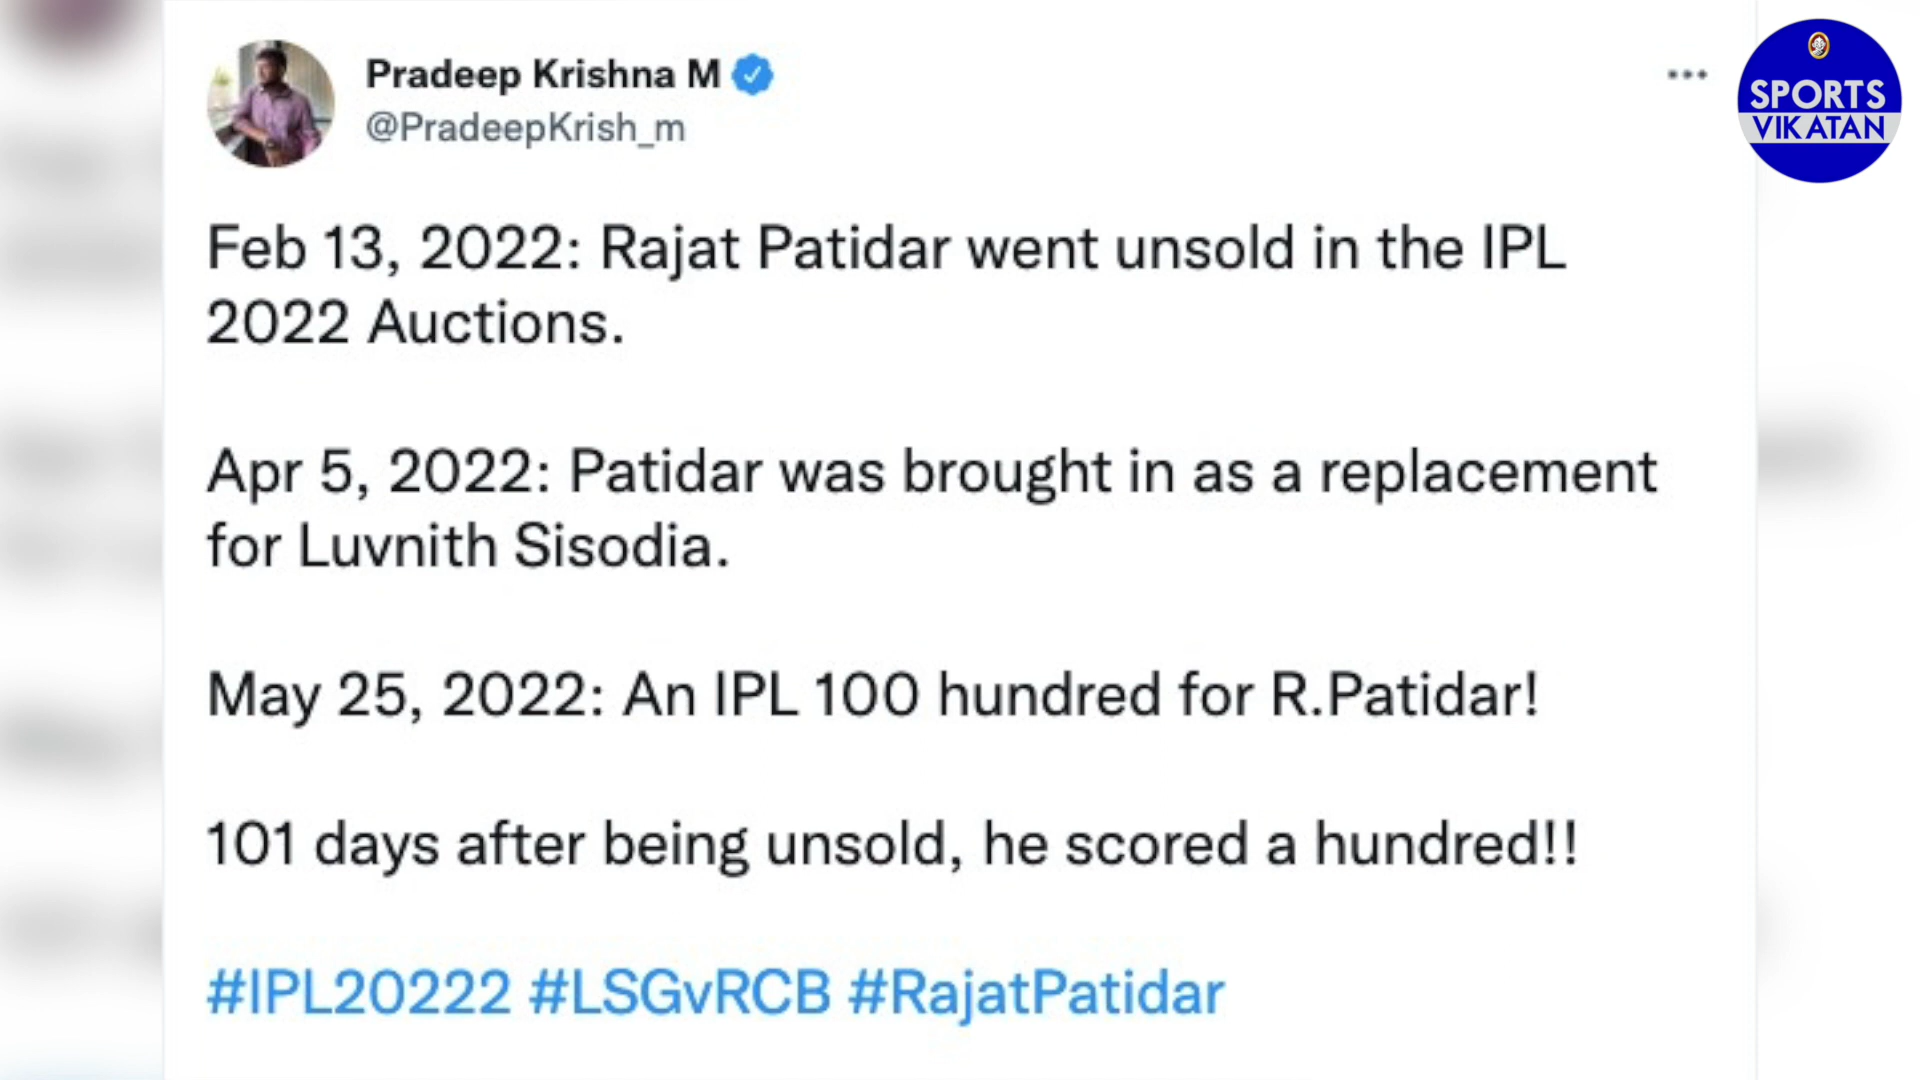 Pradeep Krishna M
@PradeepKrish_m
SPORTS
VIKATAN
Feb 13, 2022: Rajat Patidar went unsold in the IPL
2022 Auctions.
Apr 5, 2022: Patidar was brought in as a replacement
for Luvnith Sisodia.
May 25, 2022: An IPL 100 hundred for R.Patidar!
101 days after being unsold, he scored a hundred!!
#IPL20222 #LSGvRCB #RajatPatidar